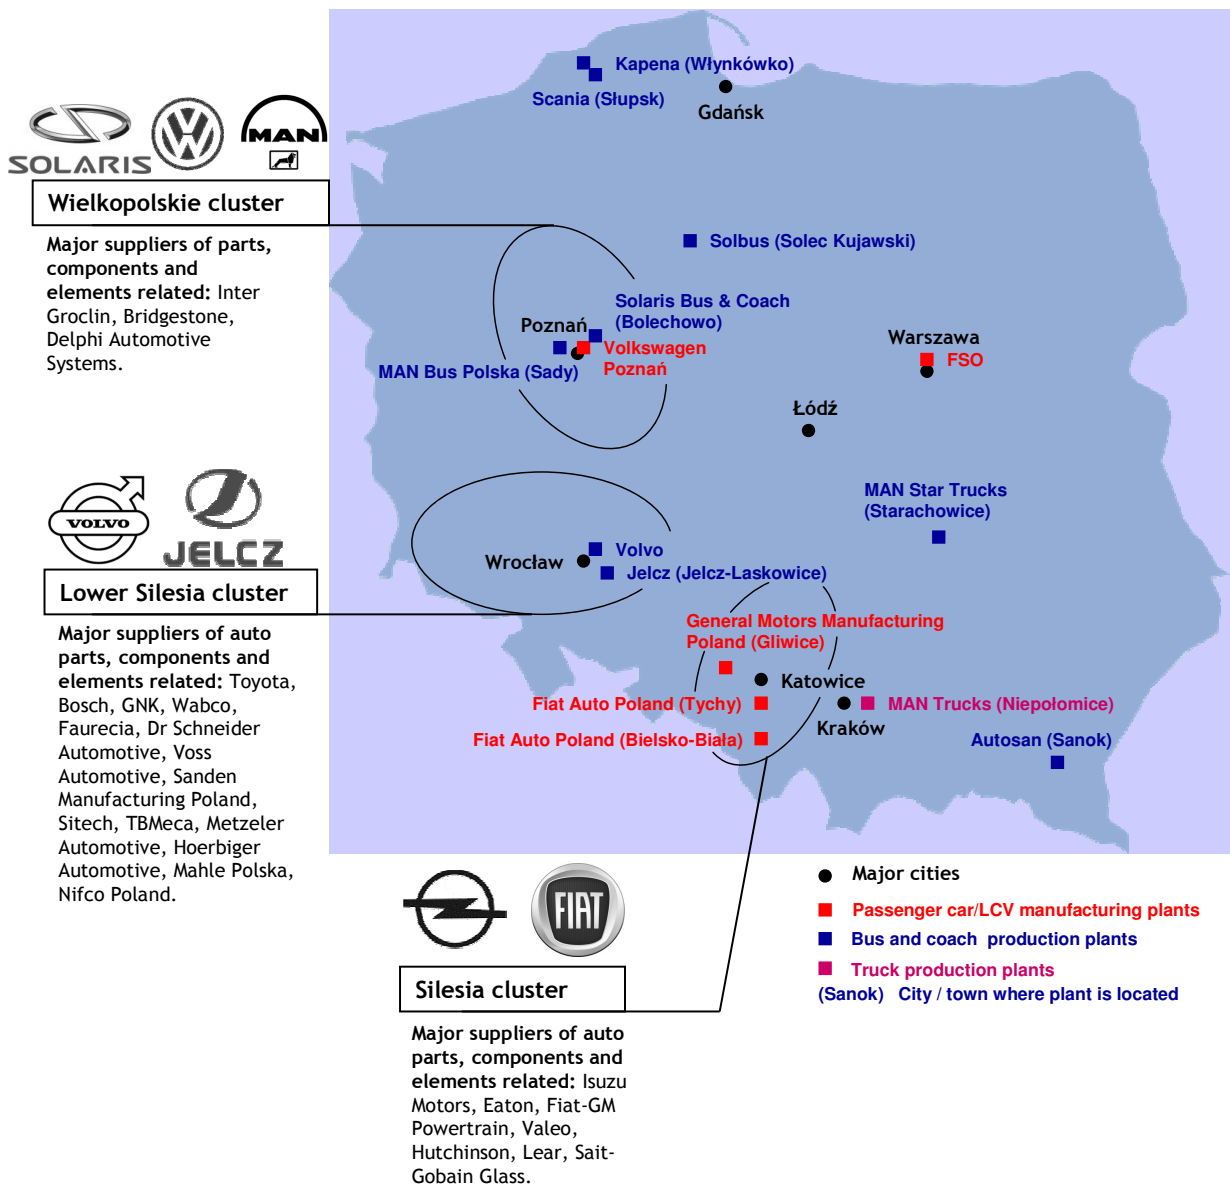 Kapena (Włynkówko)
Scania (Słupsk)
Gdańsk
SOLARIS
MAN
Wielkopolskie cluster
Major suppliers of parts,
components and
elements related: Inter
Groclin, Bridgestone,
Delphi Automotive
Systems.
Solbus (Solec Kujawski)
Solaris Bus & Coach
(Bolechowo)
Poznań
Volkswagen
Poznań
MAN Bus Polska (Sady)
Warszawa
FSO
Łódź
MAN Star Trucks
(Starachowice)
VOLVO
JELCZ
Lower Silesia cluster
Major suppliers of auto
parts, components and
elements related: Toyota,
Bosch, GNK, Wabco,
Faurecia, Dr Schneider
Automotive, Voss
Automotive, Sanden
Manufacturing Poland,
Sitech, TBMeca, Metzeler
Automotive, Hoerbiger
Automotive, Mahle Polska,
Nifco Poland.
Wrocław
Volvo
Jelcz (Jelcz-Laskowice)
General Motors Manufacturing
Poland (Gliwice)
Katowice
Fiat Auto Poland (Tychy)
Kraków
MAN Trucks (Niepołomice)
Fiat Auto Poland (Bielsko-Biała)
Autosan (Sanok)
FIAT
Silesia cluster
Major suppliers of auto
parts, components and
elements related: Isuzu
Motors, Eaton, Fiat-GM
Powertrain, Valeo,
Hutchinson, Lear, Sait-
Gobain Glass.
Major cities
Passenger car/LCV manufacturing plants
Bus and coach production plants
Truck production plants
(Sanok) City / town where plant is located